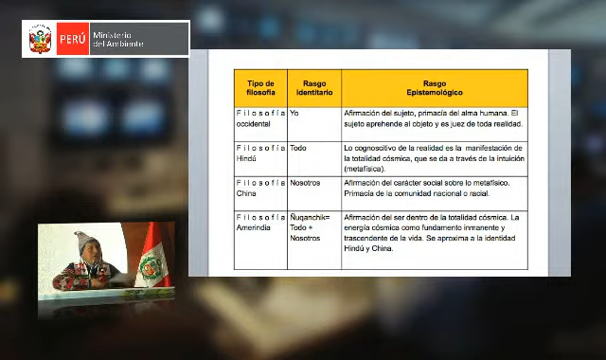 PERÚ
Ministerio
del Ambiente
Tipo de
filosofía
Rasgo
Identitario
Rasgo
Epistemológico
Filosofía
occidental
Yo
Afirmación del sujeto, primacía del alma humana. El
sujeto aprehende al objeto y es juez de toda realidad.
Filosofía
Hindú
Todo
Lo cognoscitivo de la realidad es la manifestación de
la totalidad cósmica, que se da a través de la intuición
(metafísica).
Filosofía
China
Nosotros
Afirmación del carácter social sobre lo metafísico.
Primacía de la comunidad nacional o racial.
Filosofía
Amerindia
Ñuqanchik=
Todo +
Nosotros
Afirmación del ser dentro de la totalidad cósmica. La
energía cósmica como fundamento inmanente y
trascendente de la vida. Se aproxima a la identidad
Hindú y China.